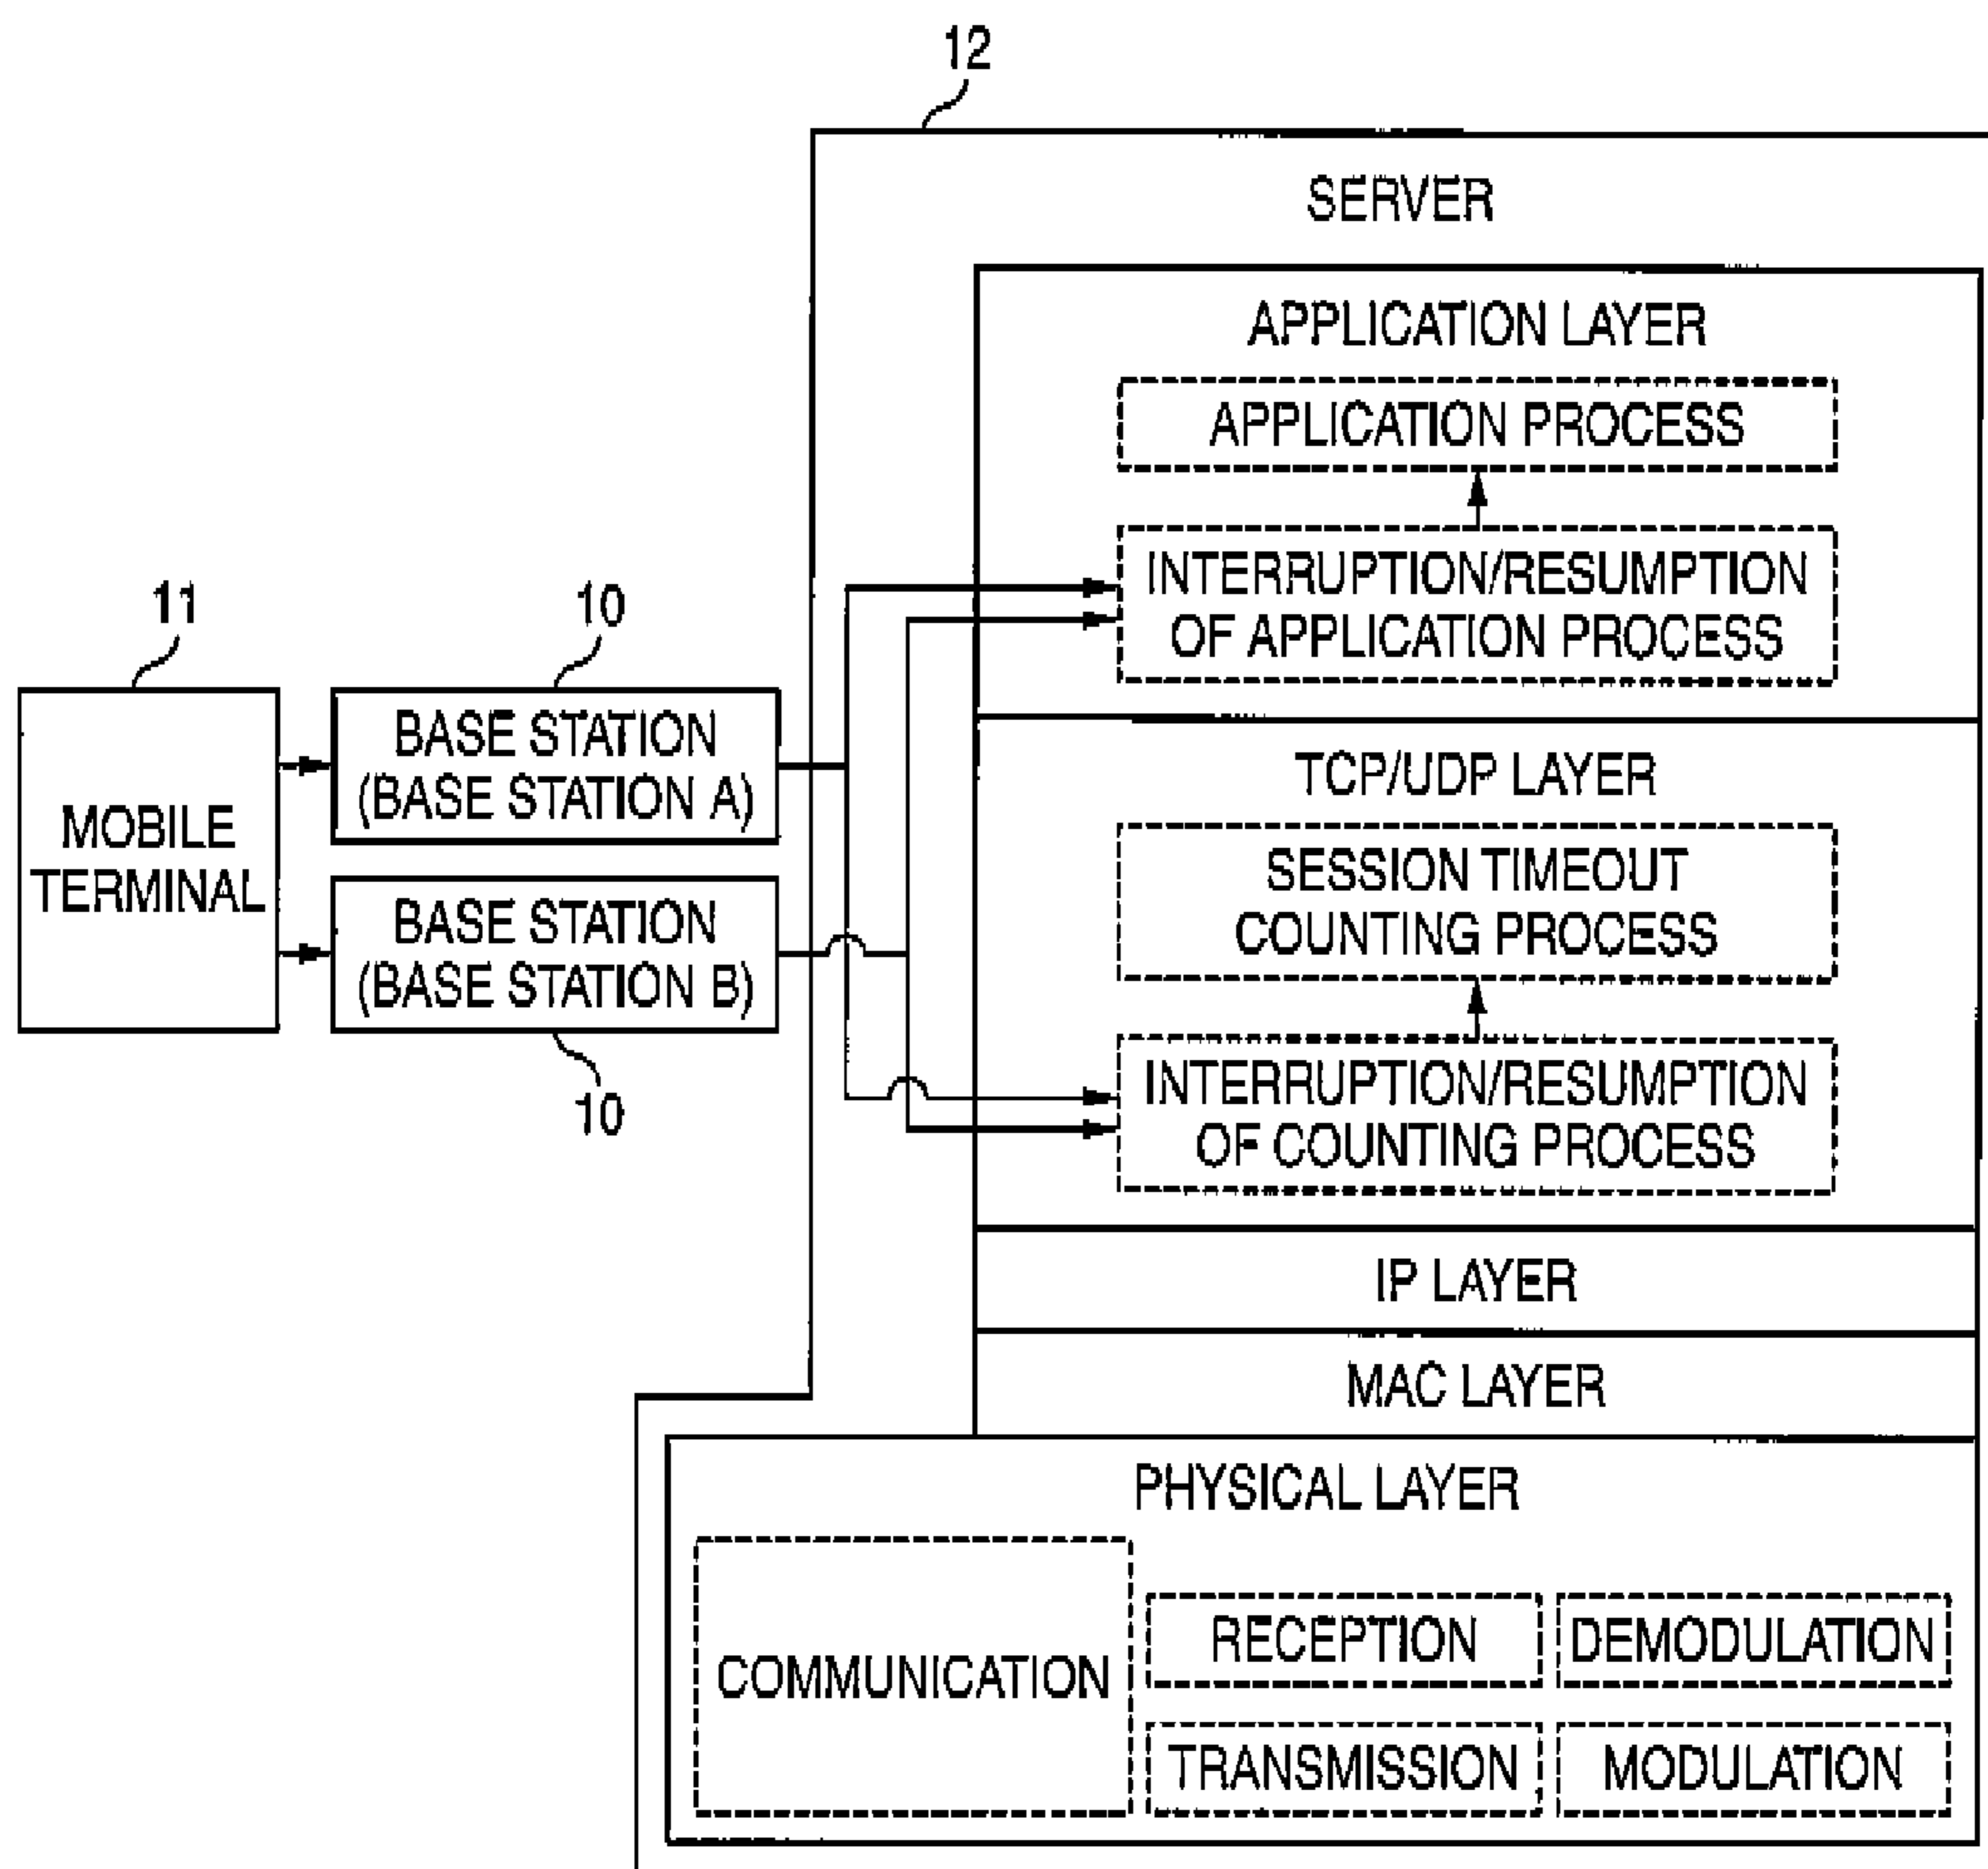 12
SERVER
APPLICATION LAYER
APPLICATION PROCESS
INTERRUPTION/RESUMPTION
OF APPLICATION PROCESS
11
10
MOBILE
TERMINAL
BASE STATION
(BASE STATION A)
BASE STATION
(BASE STATION B)
10
TCP/UDP LAYER
SESSION TIMEOUT
COUNTING PROCESS
INTERRUPTION/RESUMPTION
OF COUNTING PROCESS
IP LAYER
MAC LAYER
PHYSICAL LAYER
COMMUNICATION
RECEPTION
DEMODULATION
TRANSMISSION
MODULATION